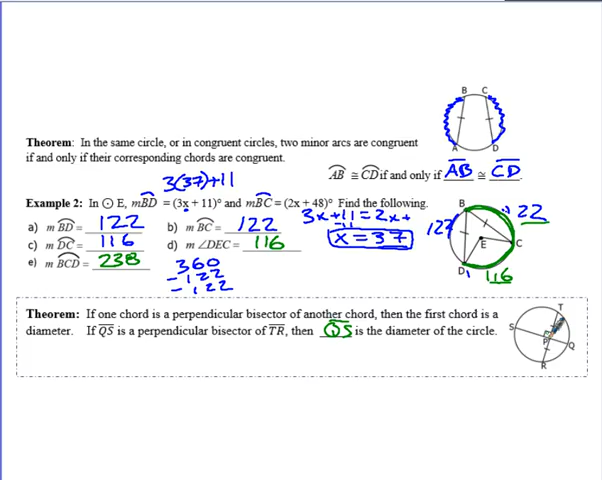 B C
A D
Theorem: In the same circle, or in congruent circles, two minor arcs are congruent
if and only if their corresponding chords are congruent.
AB ≅ CD if and only if AB ≅ CD
3(37)+11
Example 2: In ⊙ E, mBD = (3x + 11)° and mBC = (2x + 48)° Find the following.
3x+11 = 2x+
-11
x = 37
a) m BD = 122 b) m BC = 122
c) m DC = 116 d) m ∠DEC = 116
e) m BCD = 238
360
-122
-122
B
122
122
E C
D
116
Theorem: If one chord is a perpendicular bisector of another chord, then the first chord is a
diameter. If QS is a perpendicular bisector of TR, then QS is the diameter of the circle.
T
S
P Q
R